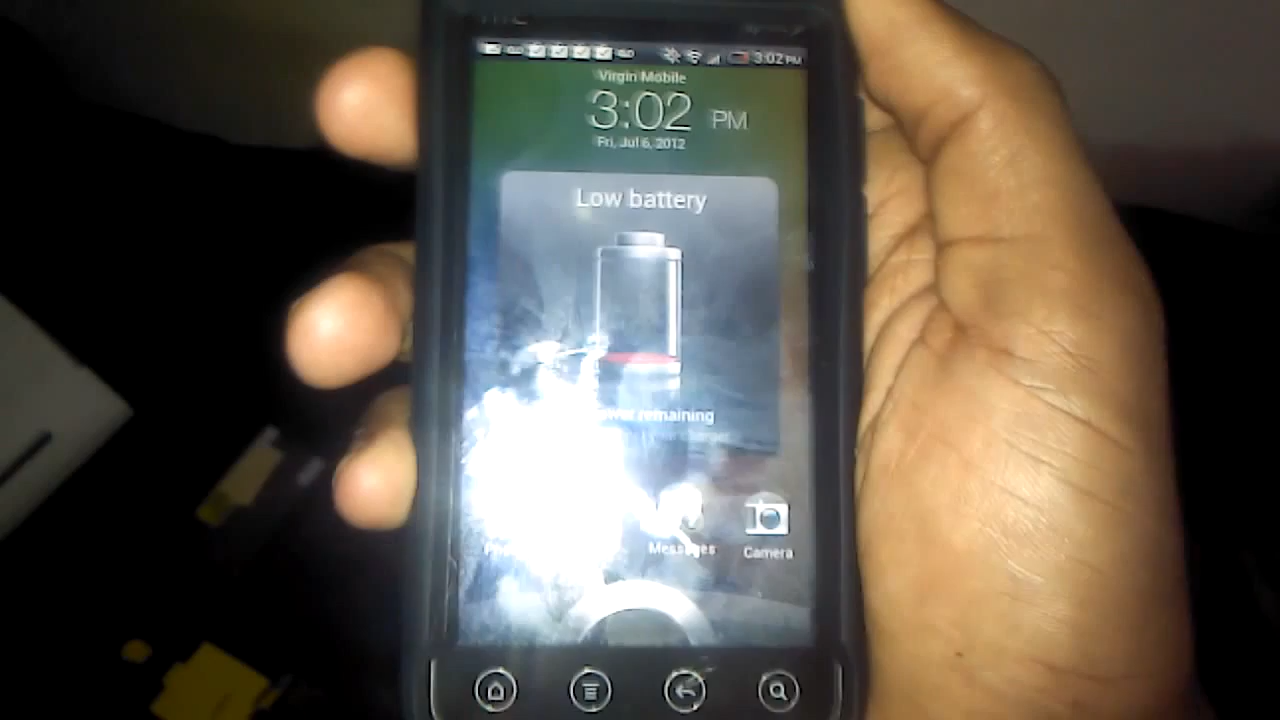 3:02 PM
Virgin Mobile
3:02 PM
Fri, Jul 6, 2012
Low battery
remaining
Messages
Camera